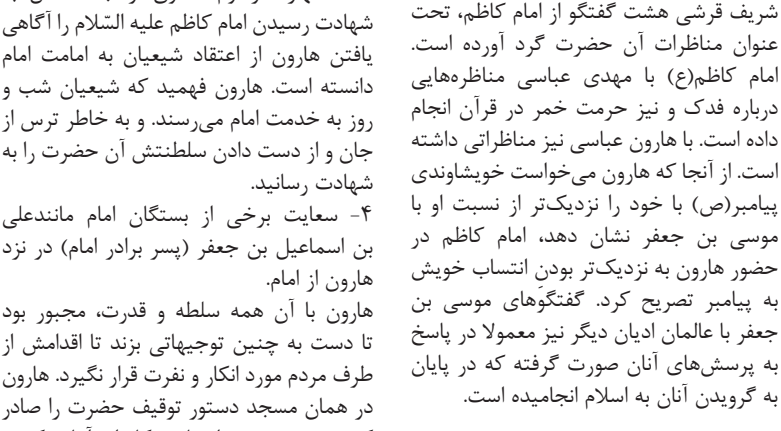 شریف قرشی هشت گفتگو از امام کاظم، تحت
عنوان مناظرات آن حضرت گرد آورده است.
امام کاظم(ع) با مهدی عباسی مناظره‌هایی
درباره فدک و نیز حرمت خمر در قرآن انجام
داده است. با هارون عباسی نیز مناظراتی داشته
است. از آنجا که هارون می‌خواست خویشاوندی
پیامبر(ص) با خود را نزدیک‌تر از نسبت او با
موسی بن جعفر نشان دهد، امام کاظم در
حضور هارون به نزدیک‌تر بودن انتساب خویش
به پیامبر تصریح کرد. گفتگوَهای موسی بن
جعفر با عالمان ادیان دیگر نیز معمولا در پاسخ
به پرسش‌های آنان صورت گرفته که در پایان
به گرویدن آنان به اسلام انجامیده است.
شهادت رسیدن امام کاظم علیه السّلام را آگاهی
یافتن هارون از اعتقاد شیعیان به امامت امام
دانسته است. هارون فهمید که شیعیان شب و
روز به خدمت امام می‌رسند. و به خاطر ترس از
جان و از دست دادن سلطنتش آن حضرت را به
شهادت رسانید.
۴- سعایت برخی از بستگان امام مانندعلی
بن اسماعیل بن جعفر (پسر برادر امام) در نزد
هارون از امام.
هارون با آن همه سلطه و قدرت، مجبور بود
تا دست به چنین توجیهاتی بزند تا اقدامش از
طرف مردم مورد انکار و نفرت قرار نگیرد. هارون
در همان مسجد دستور توقیف حضرت را صادر